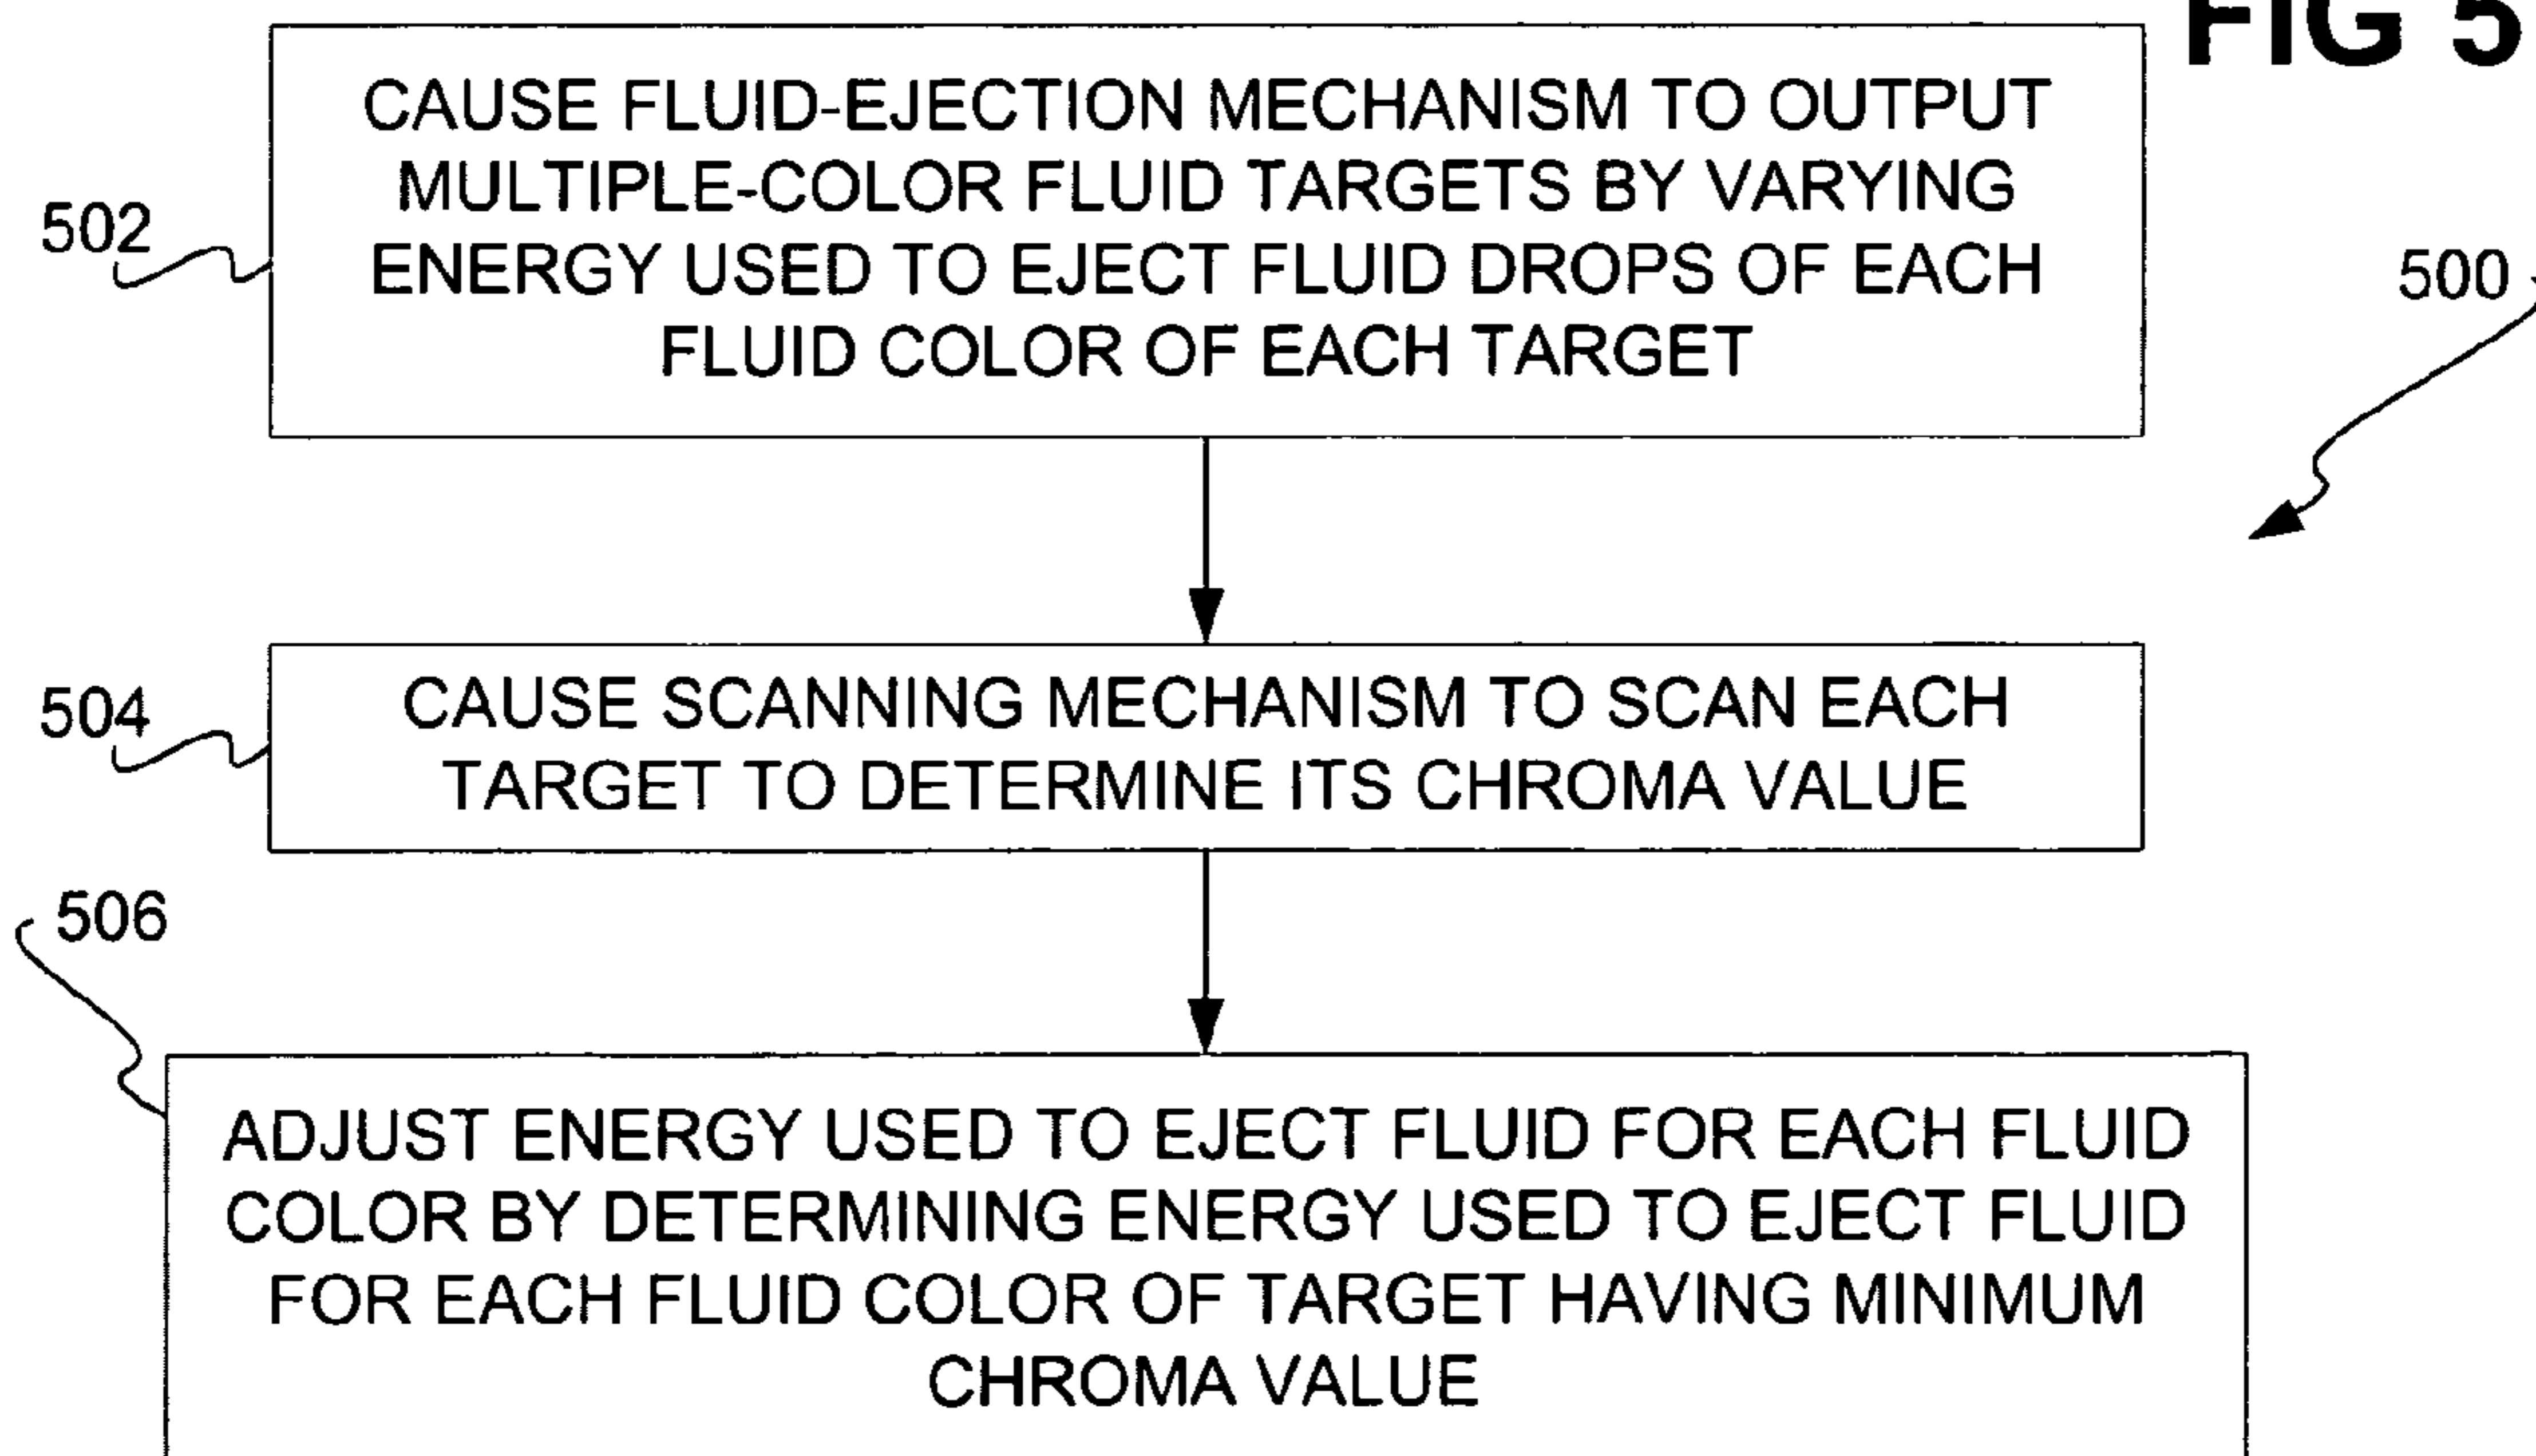 FIG 5
CAUSE FLUID-EJECTION MECHANISM TO OUTPUT
MULTIPLE-COLOR FLUID TARGETS BY VARYING
ENERGY USED TO EJECT FLUID DROPS OF EACH
FLUID COLOR OF EACH TARGET
502
500
CAUSE SCANNING MECHANISM TO SCAN EACH
TARGET TO DETERMINE ITS CHROMA VALUE
504
506
ADJUST ENERGY USED TO EJECT FLUID FOR EACH FLUID
COLOR BY DETERMINING ENERGY USED TO EJECT FLUID
FOR EACH FLUID COLOR OF TARGET HAVING MINIMUM
CHROMA VALUE